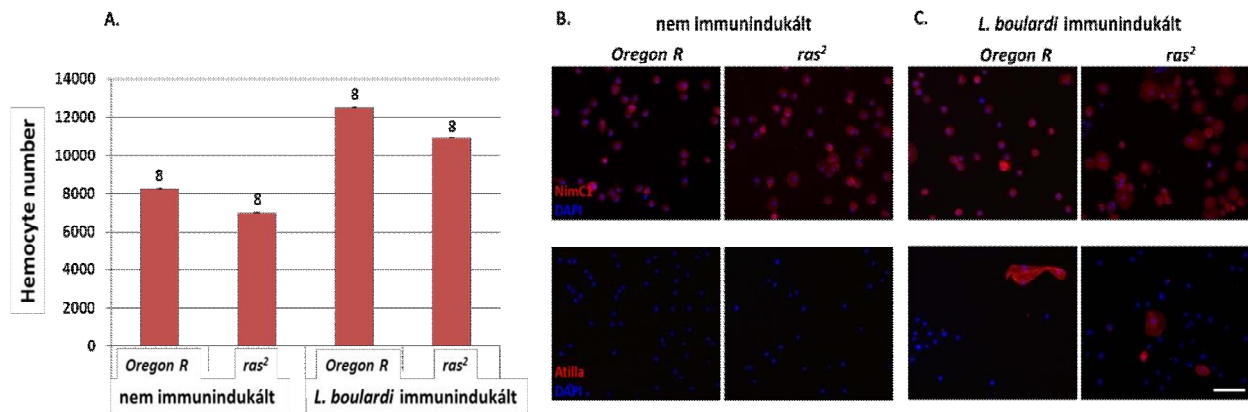 A.
Hemocyte number
14000
12000
10000
8000
6000
4000
2000
0
8
8
8
8
Oregon R
ras²
Oregon R
ras²
nem immunindukált
L. boulardi immunindukált
B.
nem immunindukált
Oregon R
ras²
NimC1
DAPI
Atilla
DAPI
C.
L. boulardi immunindukált
Oregon R
ras²